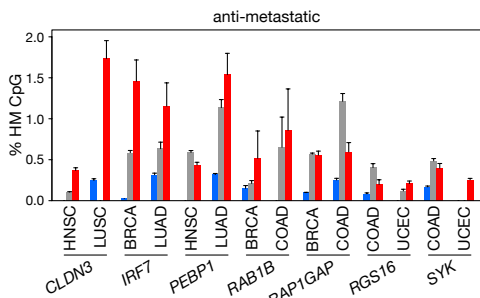 anti-metastatic
% HM CpG
2.0
1.5
1.0
0.5
0.0
HNSC LUSC BRCA LUAD HNSC LUAD BRCA COAD BRCA COAD COAD UCEC COAD UCEC
CLDN3 IRF7 PEBP1 RAB1B RAP1GAP RGS16 SYK